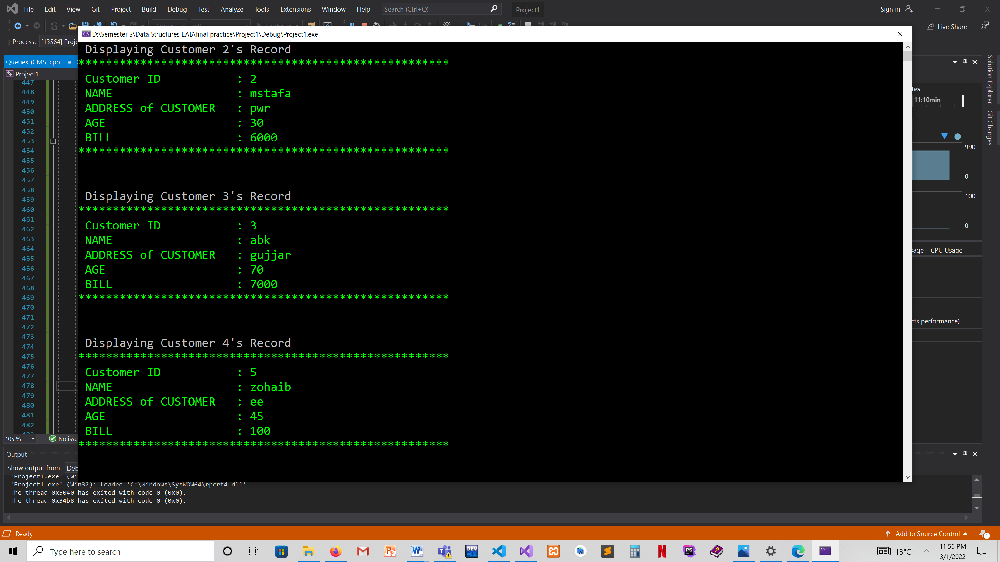 File Edit View Git Project Build Debug Test Analyze Tools Extensions Window Help Search (Ctrl+Q) Project1 Sign in
Live Share
Process: [13564] Proje
D:\Semester 3\Data Structures LAB\final practice\Project1\Debug\Project1.exe
Queues-(CMS).cpp
Project1
447
448
449
450
451
452
453
454
455
456
457
458
459
460
461
462
463
464
465
466
467
468
469
470
471
472
473
474
475
476
477
478
479
480
481
482
105 % No issu
Displaying Customer 2's Record
******************************************************
Customer ID : 2
NAME : mstafa
ADDRESS of CUSTOMER : pwr
AGE : 30
BILL : 6000
******************************************************
Displaying Customer 3's Record
******************************************************
Customer ID : 3
NAME : abk
ADDRESS of CUSTOMER : gujjar
AGE : 70
BILL : 7000
******************************************************
Displaying Customer 4's Record
******************************************************
Customer ID : 5
NAME : zohaib
ADDRESS of CUSTOMER : ee
AGE : 45
BILL : 100
******************************************************
tes
11:10min
990
0
100
0
age CPU Usage
cts performance)
Solution Explorer
Git Changes
Output
Show output from: Deb
'Project1.exe' (Wi
'Project1.exe' (Win32): Loaded 'C:\Windows\SysWOW64\rpcrt4.dll'.
The thread 0x5040 has exited with code 0 (0x0).
The thread 0x34b8 has exited with code 0 (0x0).
Ready Add to Source Control 1
Type here to search 13°C 11:56 PM
3/1/2022